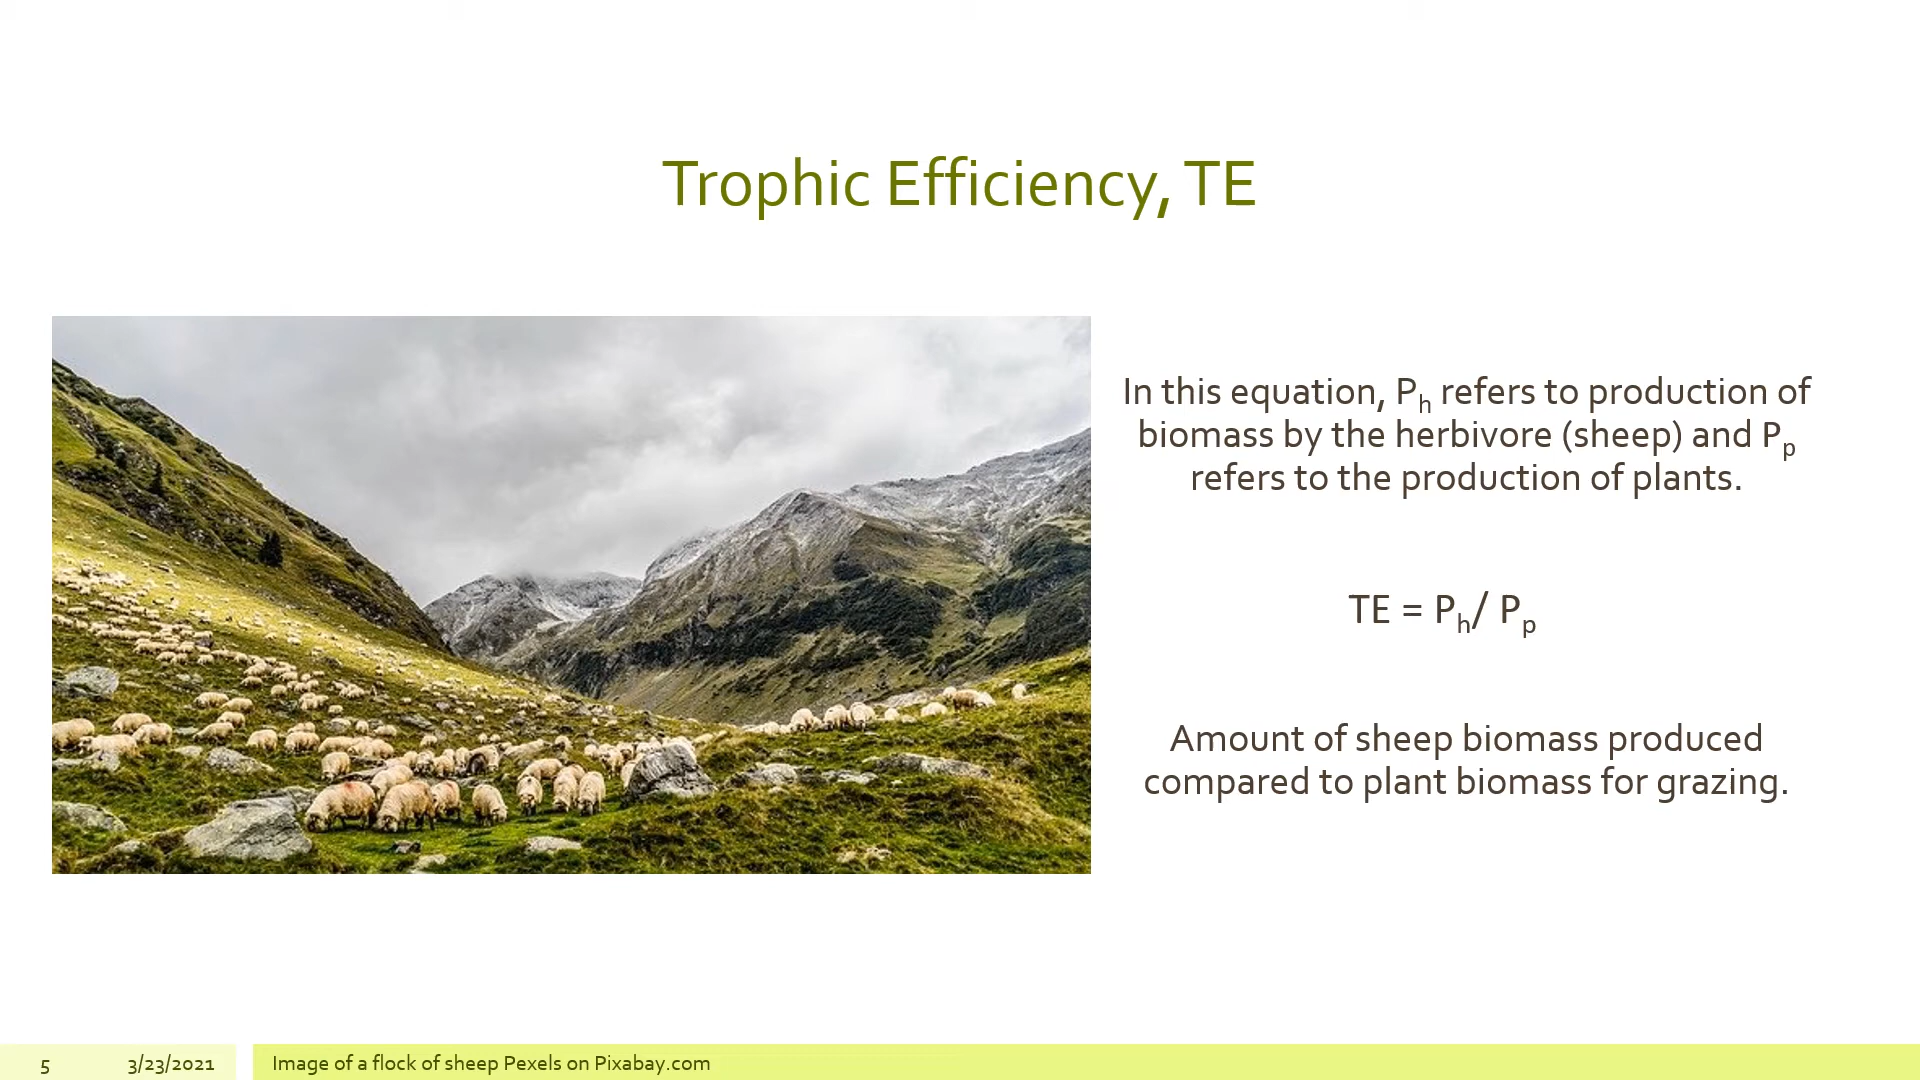 Trophic Efficiency, TE
In this equation, Pₕ refers to production of
biomass by the herbivore (sheep) and Pₚ
refers to the production of plants.
TE = Pₕ/ Pₚ
Amount of sheep biomass produced
compared to plant biomass for grazing.
5 3/23/2021 Image of a flock of sheep Pexels on Pixabay.com